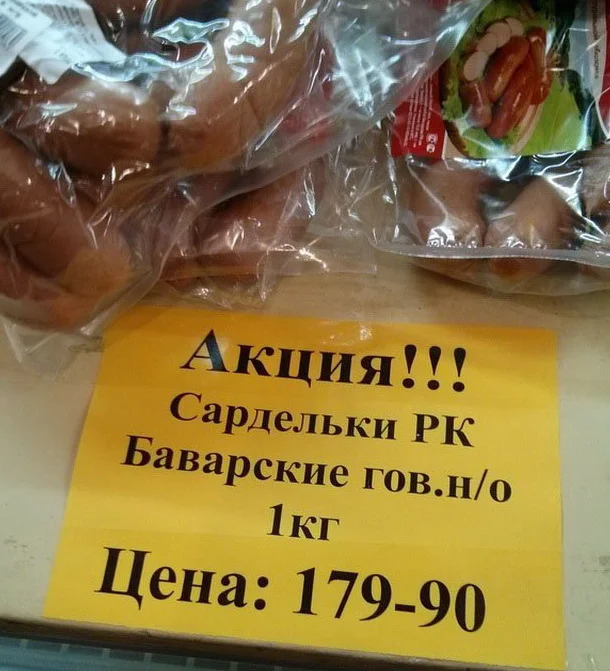 Акция!!!
Сардельки РК
Баварские гов.н/о
1кг
Цена: 179-90